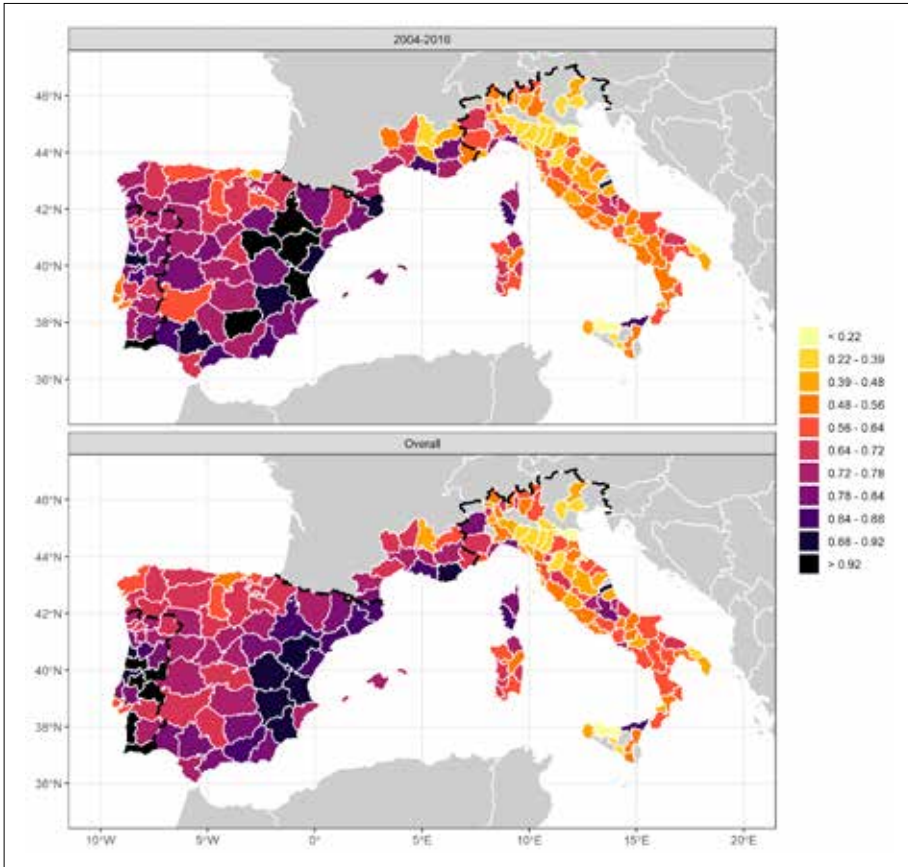 2004-2016
46°N
44°N
42°N
40°N
38°N
36°N
< 0.22
0.22 - 0.39
0.39 - 0.48
0.48 - 0.56
0.56 - 0.64
0.64 - 0.72
0.72 - 0.78
0.78 - 0.84
0.84 - 0.88
0.88 - 0.92
> 0.92
Overall
46°N
44°N
42°N
40°N
38°N
36°N
10°W 5°W 0° 5°E 10°E 15°E 20°E